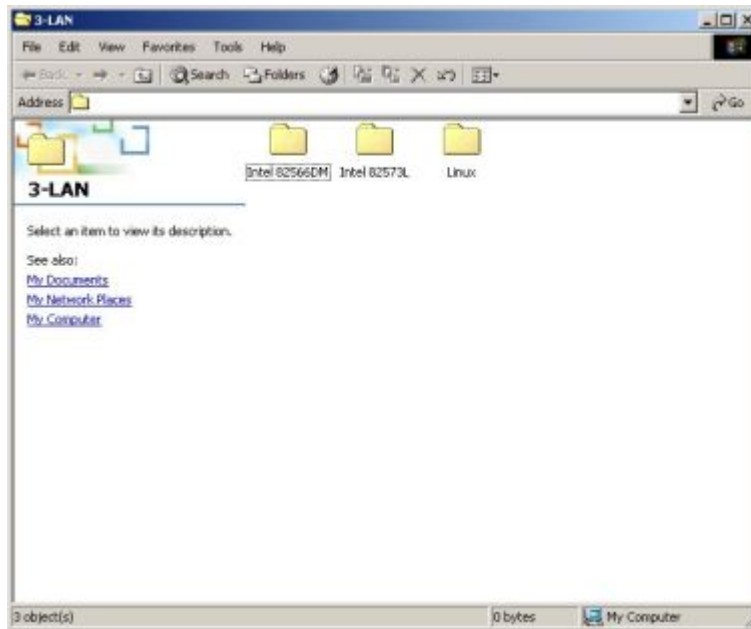 3-LAN
File Edit View Favorites Tools Help
Back Search Folders
Address Go
Intel 82566DM Intel 82573L Linux
3-LAN
Select an item to view its description.
See also:
My Documents
My Network Places
My Computer
3 object(s) 0 bytes My Computer